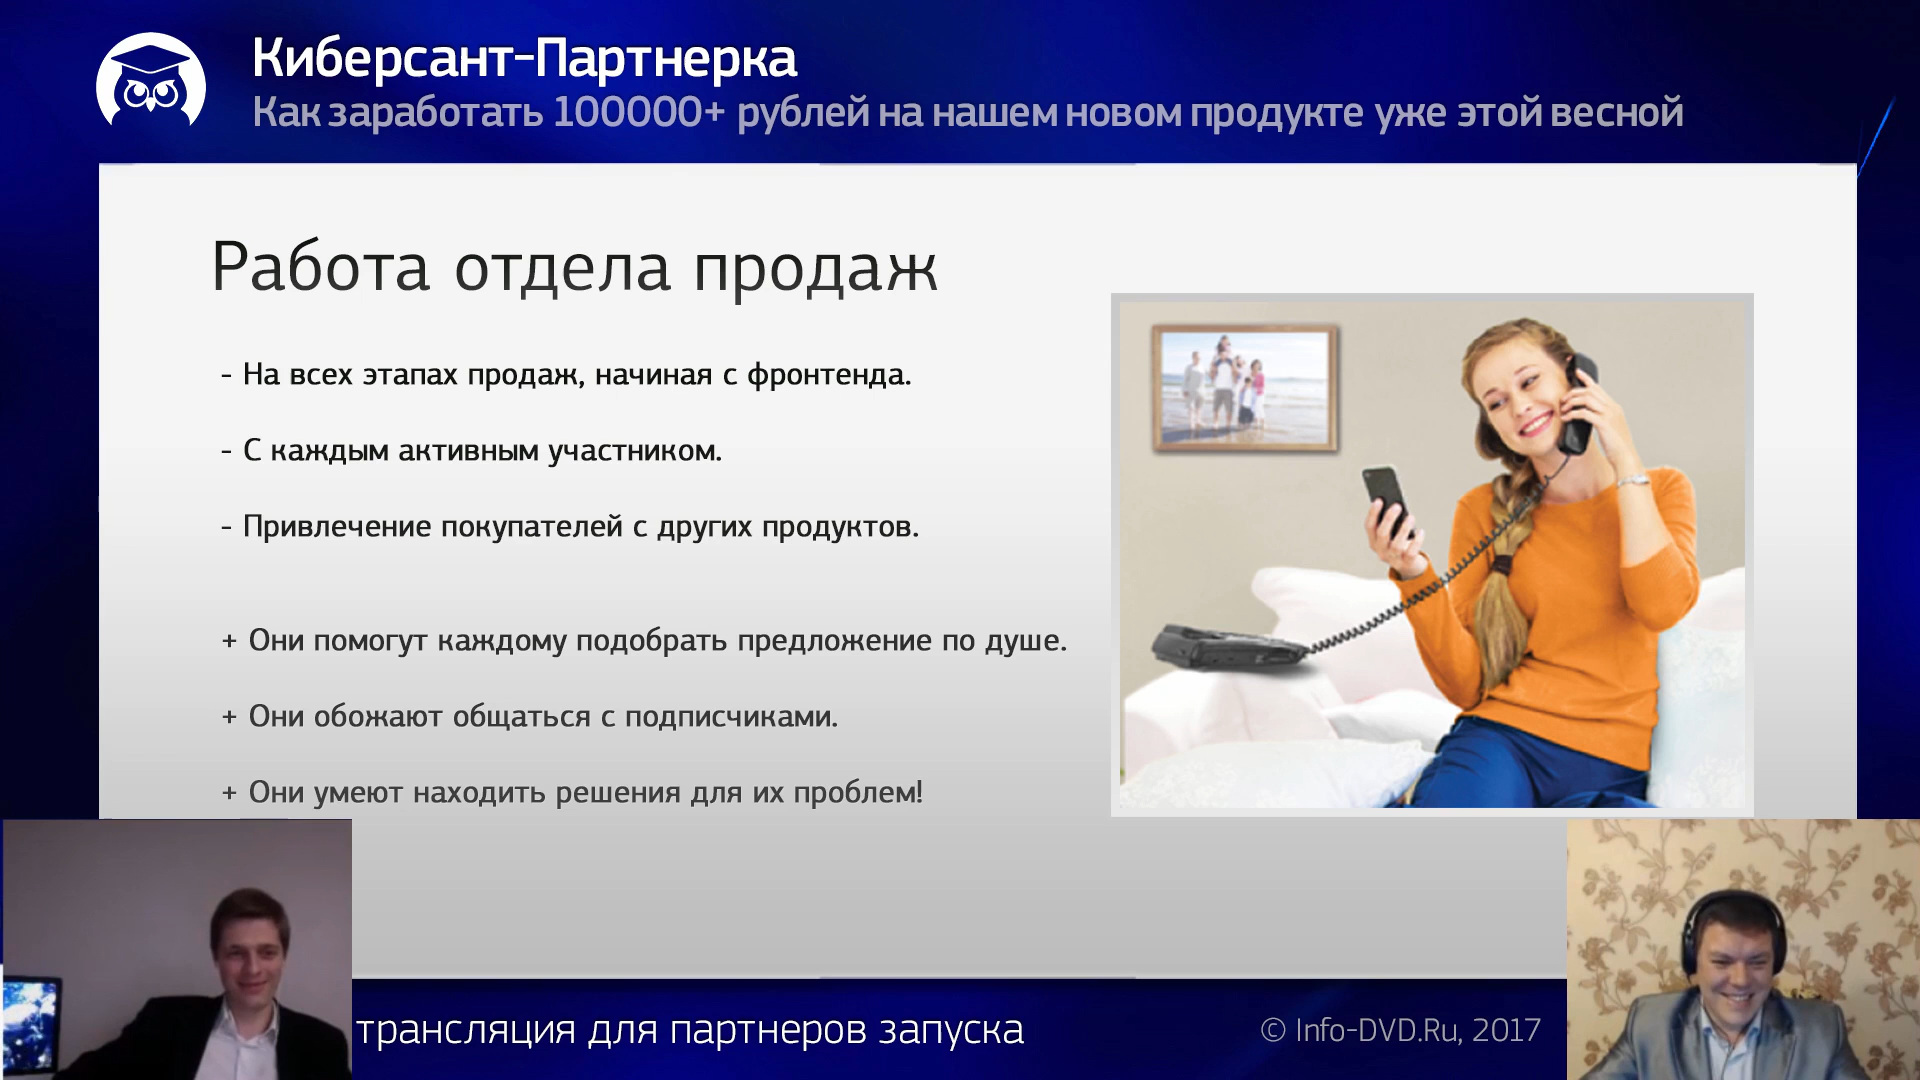 Киберсант-Партнерка
Как заработать 100000+ рублей на нашем новом продукте уже этой весной
Работа отдела продаж
- На всех этапах продаж, начиная с фронтенда.
- С каждым активным участником.
- Привлечение покупателей с других продуктов.
+ Они помогут каждому подобрать предложение по душе.
+ Они обожают общаться с подписчиками.
+ Они умеют находить решения для их проблем!
трансляция для партнеров запуска
© Info-DVD.Ru, 2017